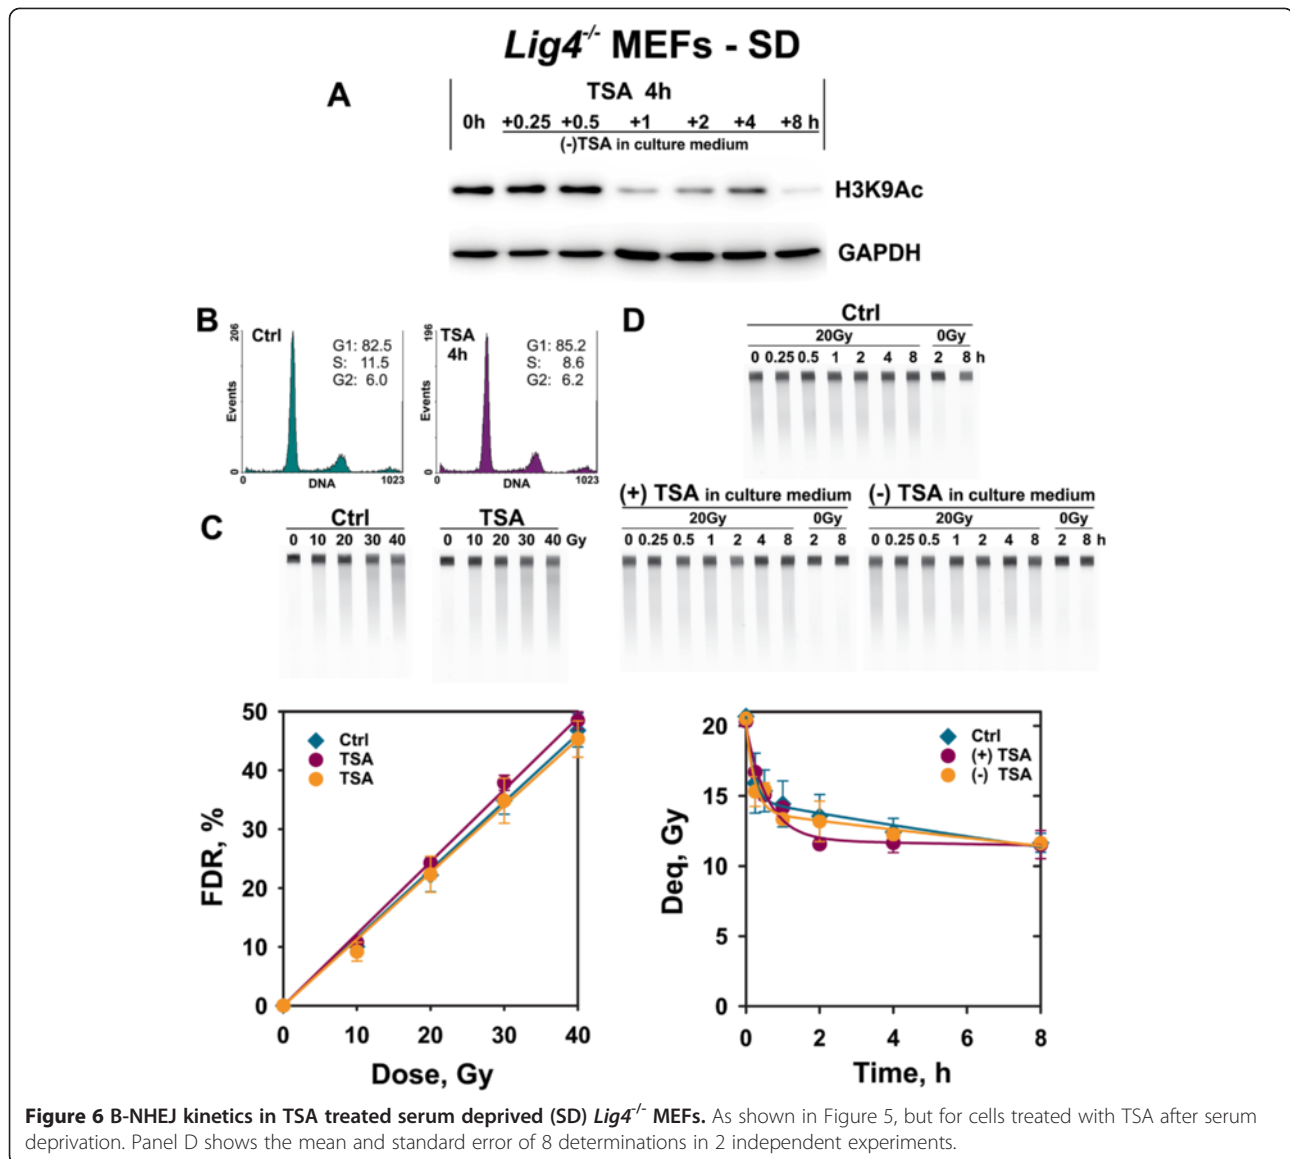 Lig4-/- MEFs - SD
A
TSA 4h
0h +0.25 +0.5 +1 +2 +4 +8 h
(-)TSA in culture medium
H3K9Ac
GAPDH
B
206
Ctrl
G1: 82.5
S: 11.5
G2: 6.0
Events
0
0 DNA 1023
196
TSA
4h
G1: 85.2
S: 8.6
G2: 6.2
Events
0
0 DNA 1023
C
Ctrl
0 10 20 30 40
TSA
0 10 20 30 40 Gy
D
Ctrl
20Gy 0Gy
0 0.25 0.5 1 2 4 8 2 8 h
(+) TSA in culture medium
20Gy 0Gy
0 0.25 0.5 1 2 4 8 2 8
(-) TSA in culture medium
20Gy 0Gy
0 0.25 0.5 1 2 4 8 2 8 h
50
40
30
20
10
0
FDR, %
Ctrl
TSA
TSA
0 10 20 30 40
Dose, Gy
20
15
10
5
0
Deq, Gy
Ctrl
(+) TSA
(-) TSA
0 2 4 6 8
Time, h
Figure 6 B-NHEJ kinetics in TSA treated serum deprived (SD) Lig4-/- MEFs. As shown in Figure 5, but for cells treated with TSA after serum
deprivation. Panel D shows the mean and standard error of 8 determinations in 2 independent experiments.